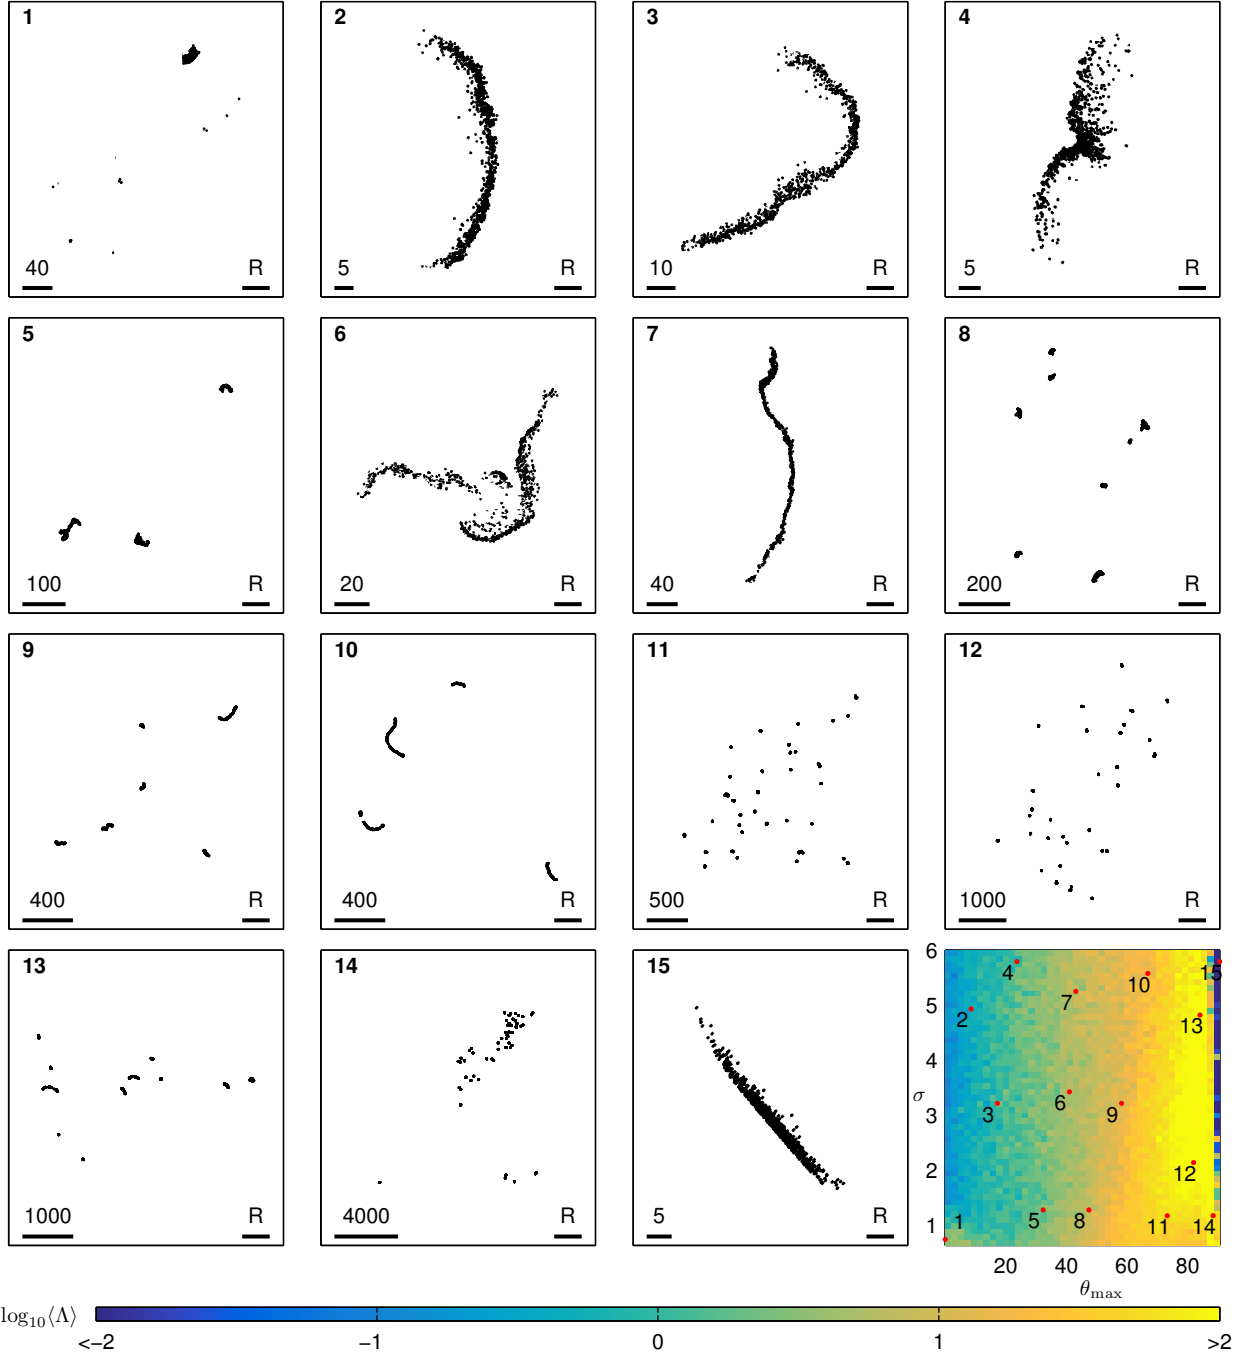 1 2 3 4
40 R 5 R 10 R 5 R
5 6 7 8
100 R 20 R 40 R 200 R
9 10 11 12
400 R 400 R 500 R 1000 R
13 14 15 6
4 15
10
7 5
2 13
4
σ 3 6 9 3
12 2
1 5 8 11 14 1
1000 R 4000 R 5 R
20 40 60 80
θmax
log10⟨Λ⟩
<−2 −1 0 1 >2